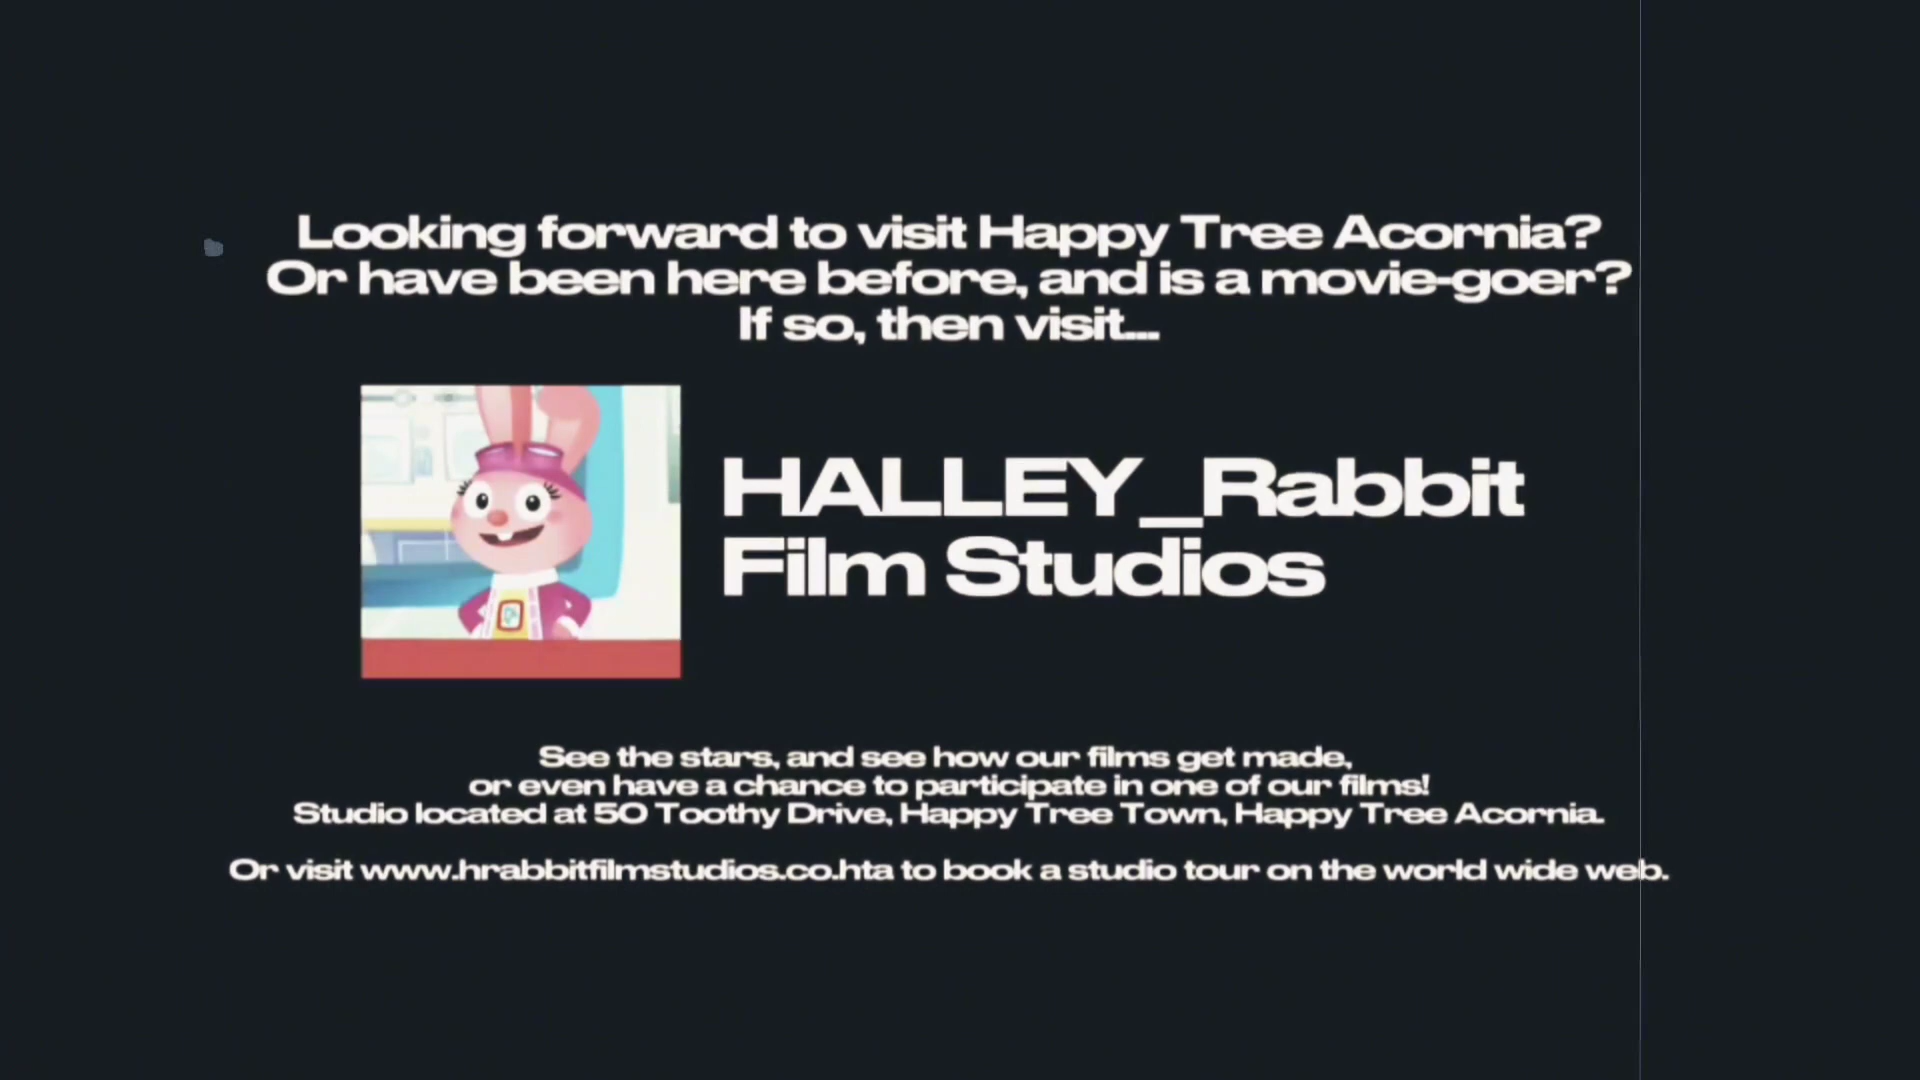 Looking forward to visit Happy Tree Acornia?
Or have been here before, and is a movie-goer?
If so, then visit...
HALLEY_Rabbit
Film Studios
See the stars, and see how our films get made,
or even have a chance to participate in one of our films!
Studio located at 50 Toothy Drive, Happy Tree Town, Happy Tree Acornia.
Or visit www.hrabbitfilmstudios.co.hta to book a studio tour on the world wide web.